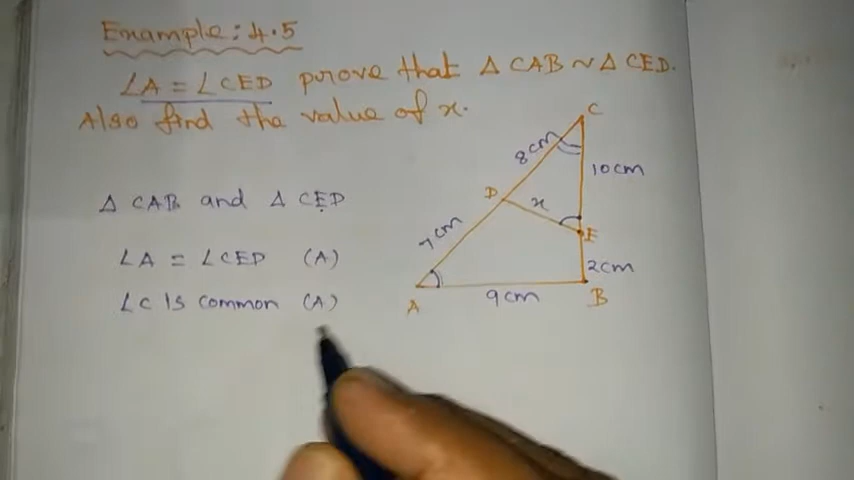 Example: 4.5
∠A = ∠CED prove that Δ CAB ~ Δ CED.
Also find the value of x.
C
8cm
10cm
Δ CAB and Δ CED
D
x
7cm
E
∠A = ∠CED (A)
2cm
∠C Is common (A)
A
9cm
B